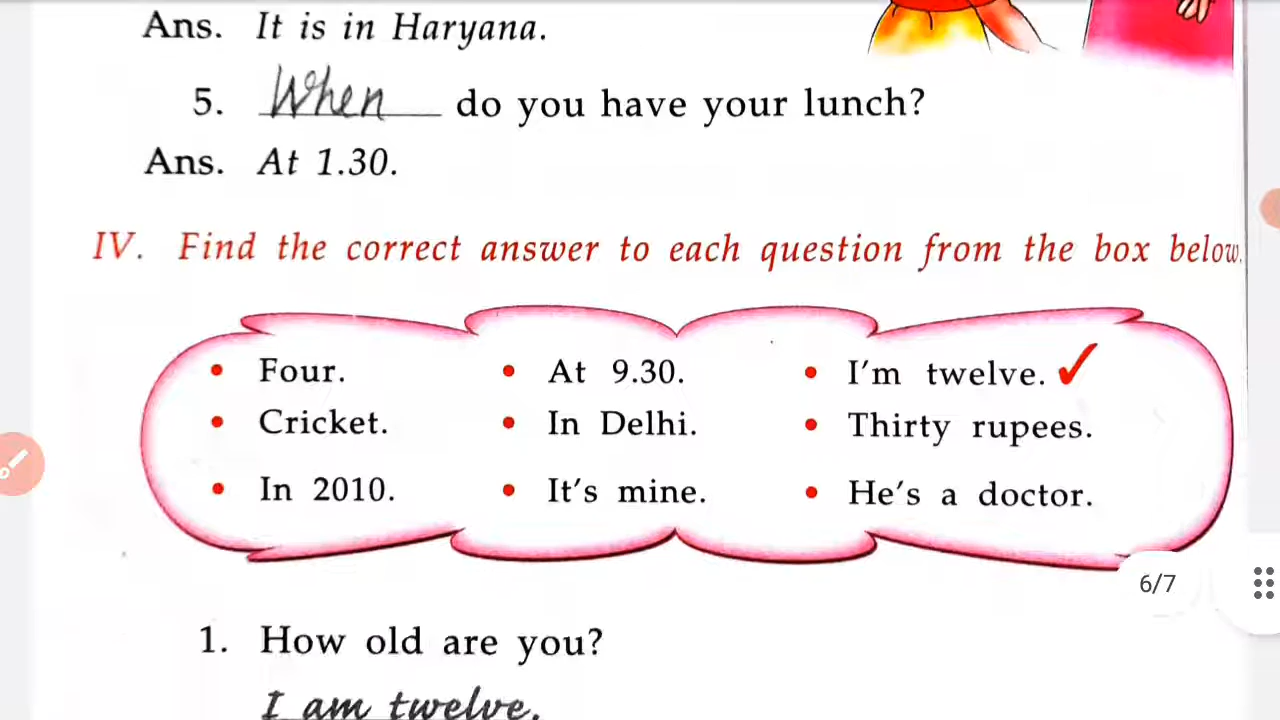 Ans. It is in Haryana.
5. When do you have your lunch?
Ans. At 1.30.
IV. Find the correct answer to each question from the box below.
• Four. • At 9.30. • I'm twelve. ✓
• Cricket. • In Delhi. • Thirty rupees.
• In 2010. • It's mine. • He's a doctor.
6/7
1. How old are you?
I am twelve.